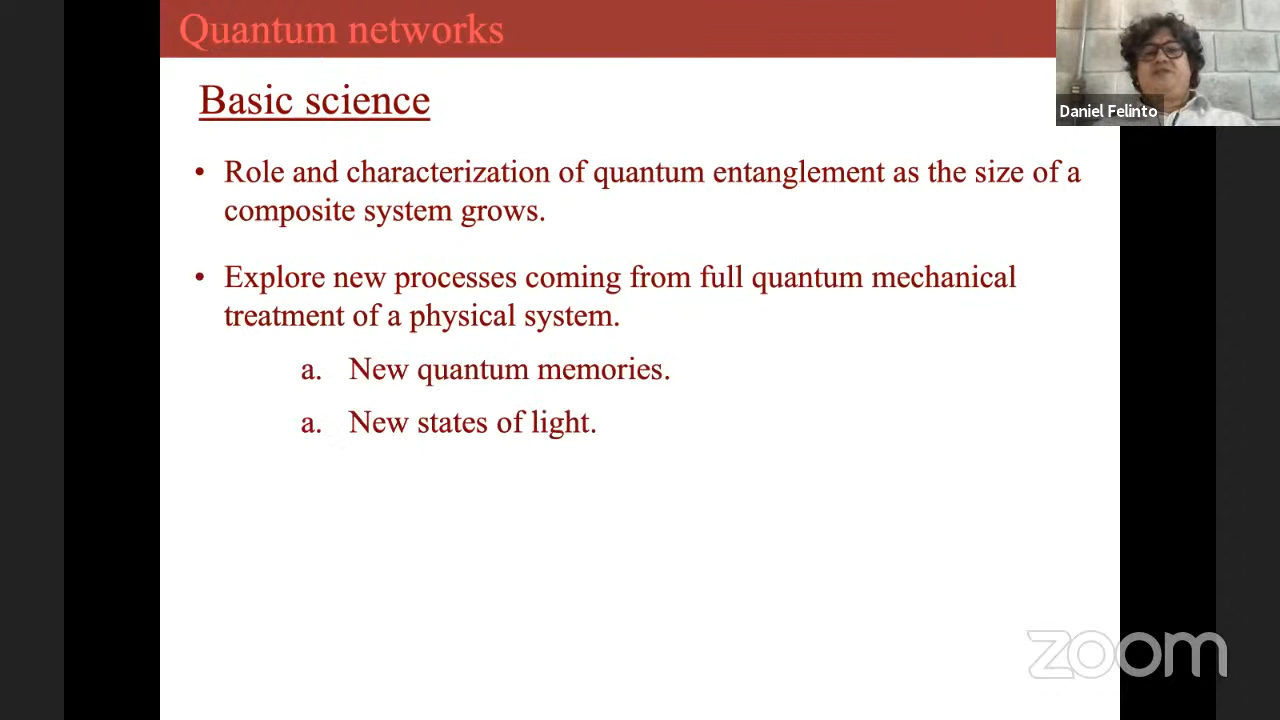 Quantum networks
Daniel Felinto
Basic science
• Role and characterization of quantum entanglement as the size of a
composite system grows.
• Explore new processes coming from full quantum mechanical
treatment of a physical system.
a. New quantum memories.
a. New states of light.
zoom